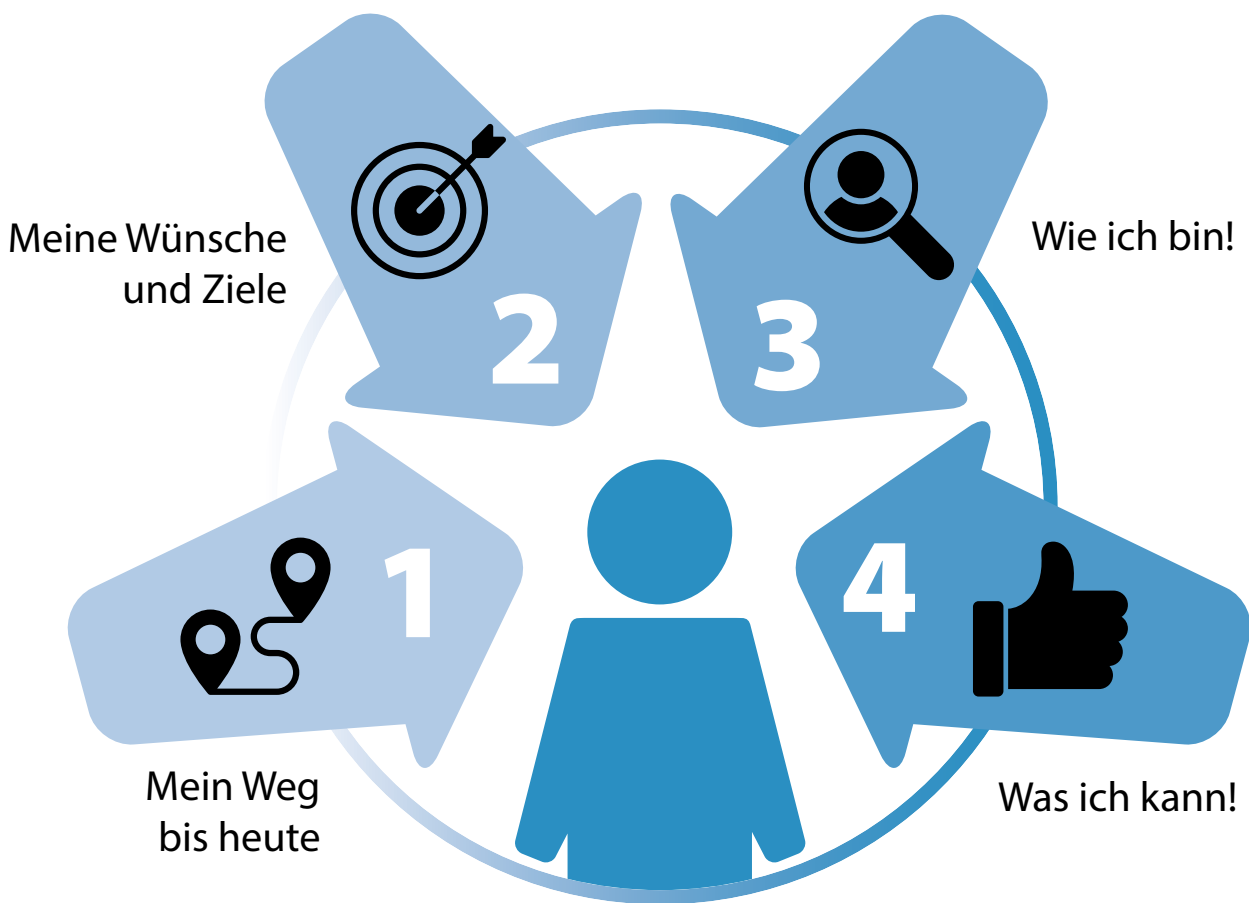 1
Mein Weg
bis heute
2
Meine Wünsche
und Ziele
3
Wie ich bin!
4
Was ich kann!